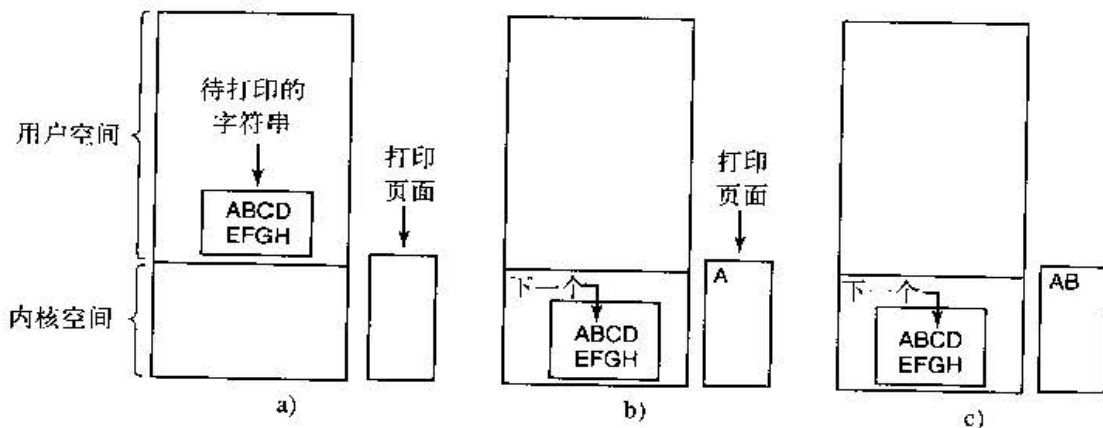 用户空间
内核空间
待打印的
字符串
ABCD
EFGH
打印
页面
a)
下一个
ABCD
EFGH
打印
页面
A
b)
下一个
ABCD
EFGH
AB
c)